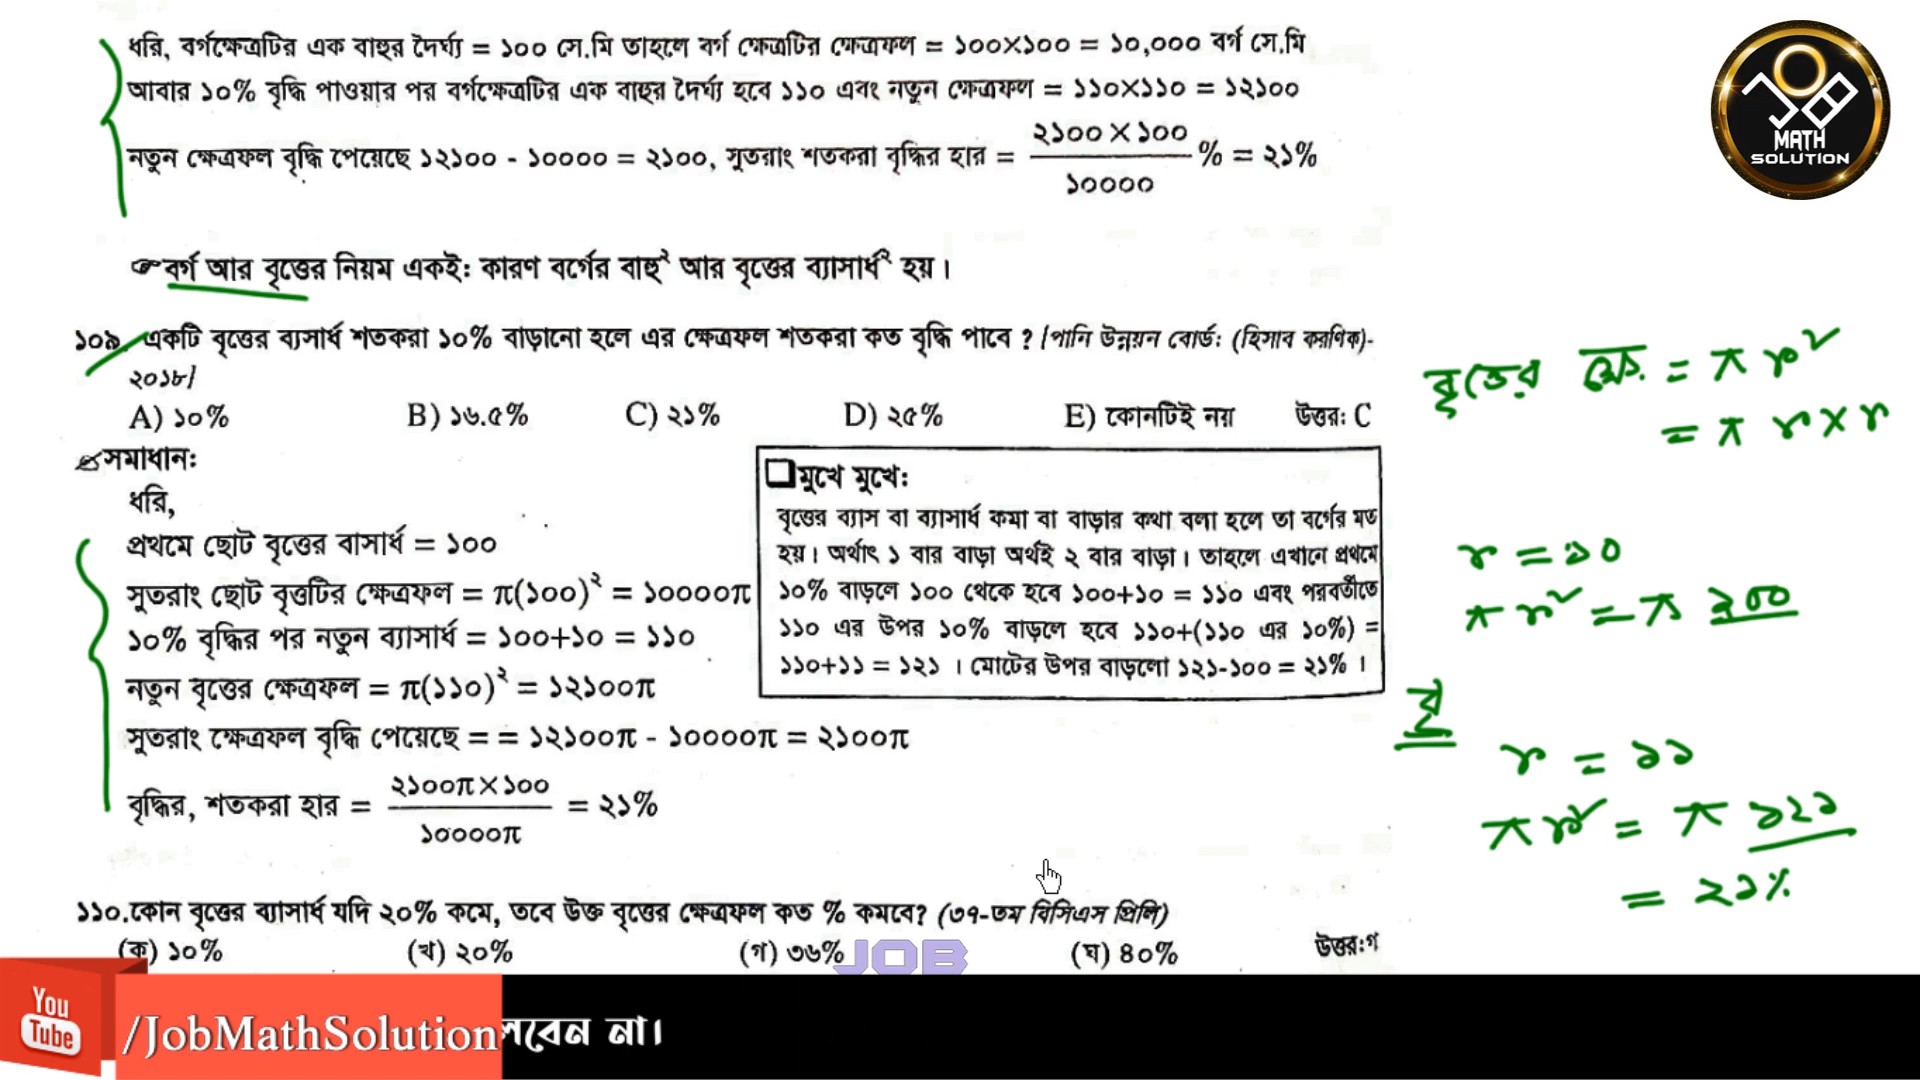 ধরি, বর্গক্ষেত্রটির এক বাহুর দৈর্ঘ্য = ১০০ সে.মি তাহলে বর্গ ক্ষেত্রটির ক্ষেত্রফল = ১০০×১০০ = ১০,০০০ বর্গ সে.মি
আবার ১০% বৃদ্ধি পাওয়ার পর বর্গক্ষেত্রটির এক বাহুর দৈর্ঘ্য হবে ১১০ এবং নতুন ক্ষেত্রফল = ১১০×১১০ = ১২১০০
নতুন ক্ষেত্রফল বৃদ্ধি পেয়েছে ১২১০০ - ১০০০০ = ২১০০, সুতরাং শতকরা বৃদ্ধির হার = ২১০০ × ১০০ / ১০০০০ % = ২১%
☞বর্গ আর বৃত্তের নিয়ম একই: কারণ বর্গের বাহু² আর বৃত্তের ব্যাসার্ধ² হয়।
১০৯. একটি বৃত্তের ব্যসার্ধ শতকরা ১০% বাড়ানো হলে এর ক্ষেত্রফল শতকরা কত বৃদ্ধি পাবে ? [পানি উন্নয়ন বোর্ড: (হিসাব করণিক)-
২০১৮]
A) ১০% B) ১৬.৫% C) ২১% D) ২৫% E) কোনটিই নয় উত্তর: C
✍সমাধান:
ধরি,
প্রথমে ছোট বৃত্তের বাসার্ধ = ১০০
সুতরাং ছোট বৃত্তটির ক্ষেত্রফল = π(১০০)² = ১০০০০π
১০% বৃদ্ধির পর নতুন ব্যাসার্ধ = ১০০+১০ = ১১০
নতুন বৃত্তের ক্ষেত্রফল = π(১১০)² = ১২১০০π
সুতরাং ক্ষেত্রফল বৃদ্ধি পেয়েছে = = ১২১০০π - ১০০০০π = ২১০০π
বৃদ্ধির, শতকরা হার = ২১০০π×১০০ / ১০০০০π = ২১%
❑মুখে মুখে:
বৃত্তের ব্যাস বা ব্যাসার্ধ কমা বা বাড়ার কথা বলা হলে তা বর্গের মত
হয়। অর্থাৎ ১ বার বাড়া অর্থই ২ বার বাড়া। তাহলে এখানে প্রথমে
১০% বাড়লে ১০০ থেকে হবে ১০০+১০ = ১১০ এবং পরবর্তীতে
১১০ এর উপর ১০% বাড়লে হবে ১১০+(১১০ এর ১০%) =
১১০+১১ = ১২১ । মোটের উপর বাড়লো ১২১-১০০ = ২১% ।
১১০.কোন বৃত্তের ব্যাসার্ধ যদি ২০% কমে, তবে উক্ত বৃত্তের ক্ষেত্রফল কত % কমবে? (৩৭-তম বিসিএস প্রিলি)
(ক) ১০% (খ) ২০% (গ) ৩৬% (ঘ) ৪০% উত্তর:গ
JOB
MATH
SOLUTION
বৃত্তের ক্ষে. = π r²
= π r × r
r = ১০
π r² = π ১০০
বৃ
r = ১১
π r² = π ১২১
= ২১%
JOB
You
Tube
/JobMathSolution
লবেন না।